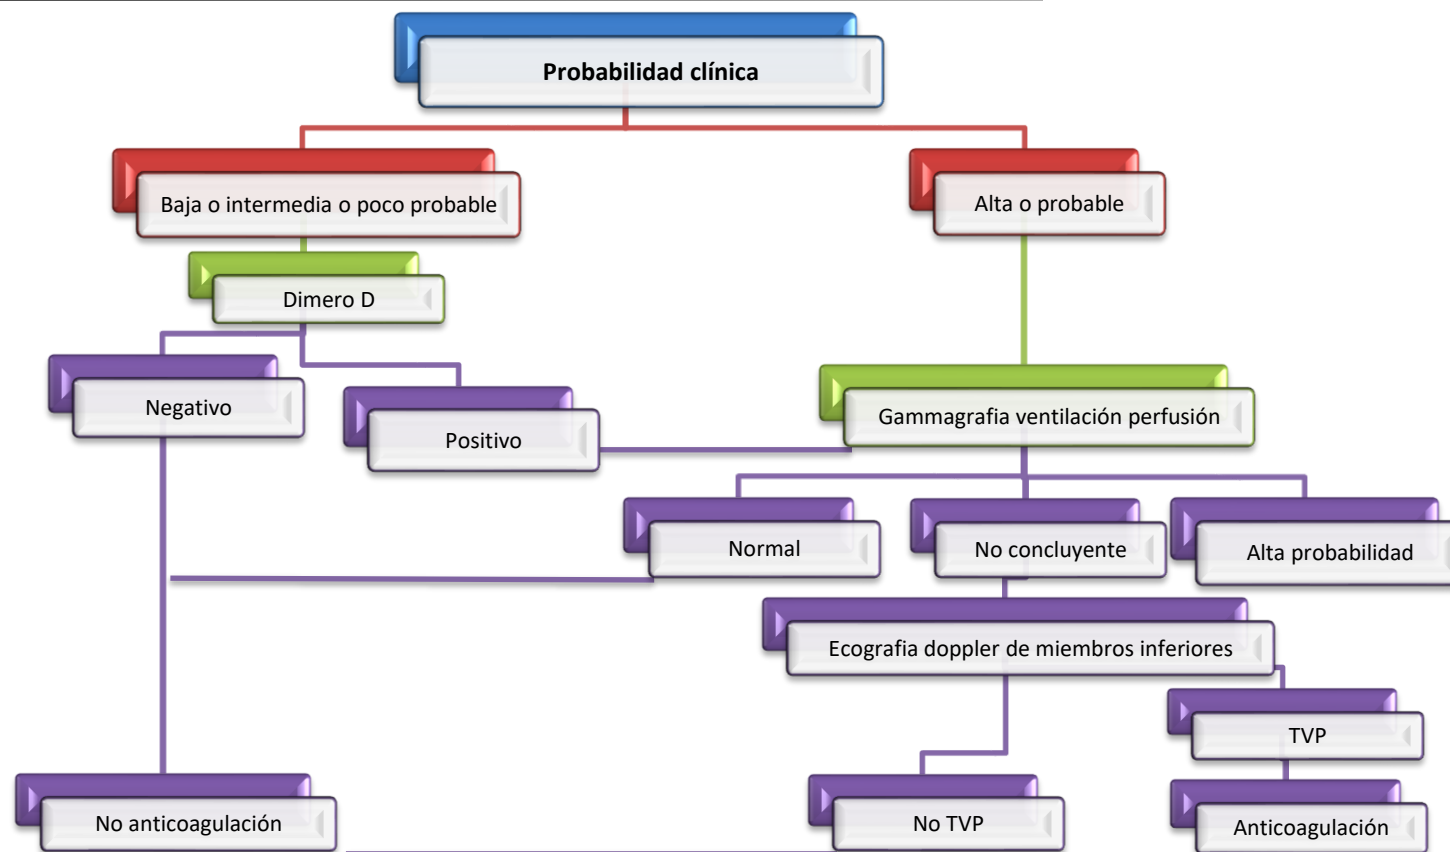 Probabilidad clínica
Baja o intermedia o poco probable
Alta o probable
Dimero D
Negativo
Positivo
Gammagrafia ventilación perfusión
Normal
No concluyente
Alta probabilidad
Ecografia doppler de miembros inferiores
TVP
No anticoagulación
No TVP
Anticoagulación